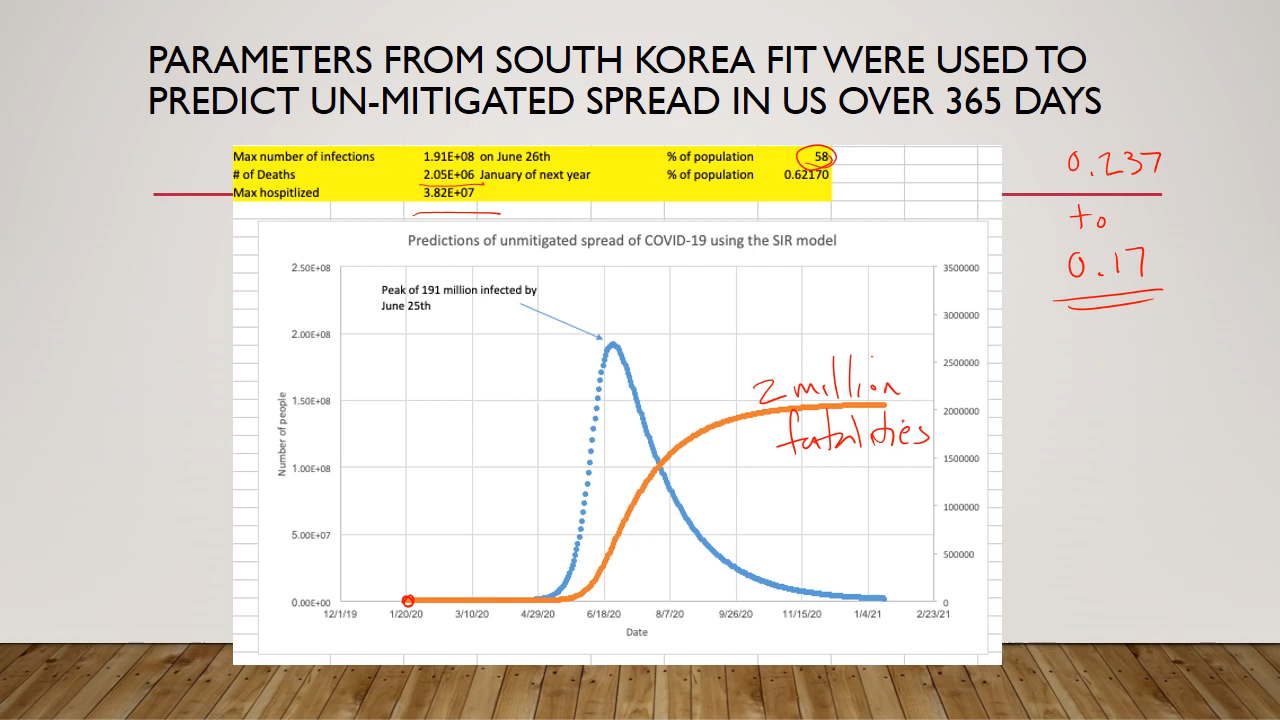 PARAMETERS FROM SOUTH KOREA FIT WERE USED TO
PREDICT UN-MITIGATED SPREAD IN US OVER 365 DAYS
Max number of infections 1.91E+08 on June 26th % of population 58
# of Deaths 2.05E+06 January of next year % of population 0.62170
Max hospitlized 3.82E+07
0.237
to
0.17
Predictions of unmitigated spread of COVID-19 using the SIR model
Peak of 191 million infected by
June 25th
2 million
fatalities
Number of people
2.50E+08
2.00E+08
1.50E+08
1.00E+08
5.00E+07
0.00E+00
3500000
3000000
2500000
2000000
1500000
1000000
500000
0
12/1/19 1/20/20 3/10/20 4/29/20 6/18/20 8/7/20 9/26/20 11/15/20 1/4/21 2/23/21
Date